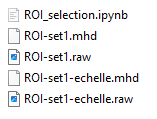 ROI_selection.ipynb
ROI-set1.mhd
ROI-set1.raw
ROI-set1-echelle.mhd
ROI-set1-echelle.raw